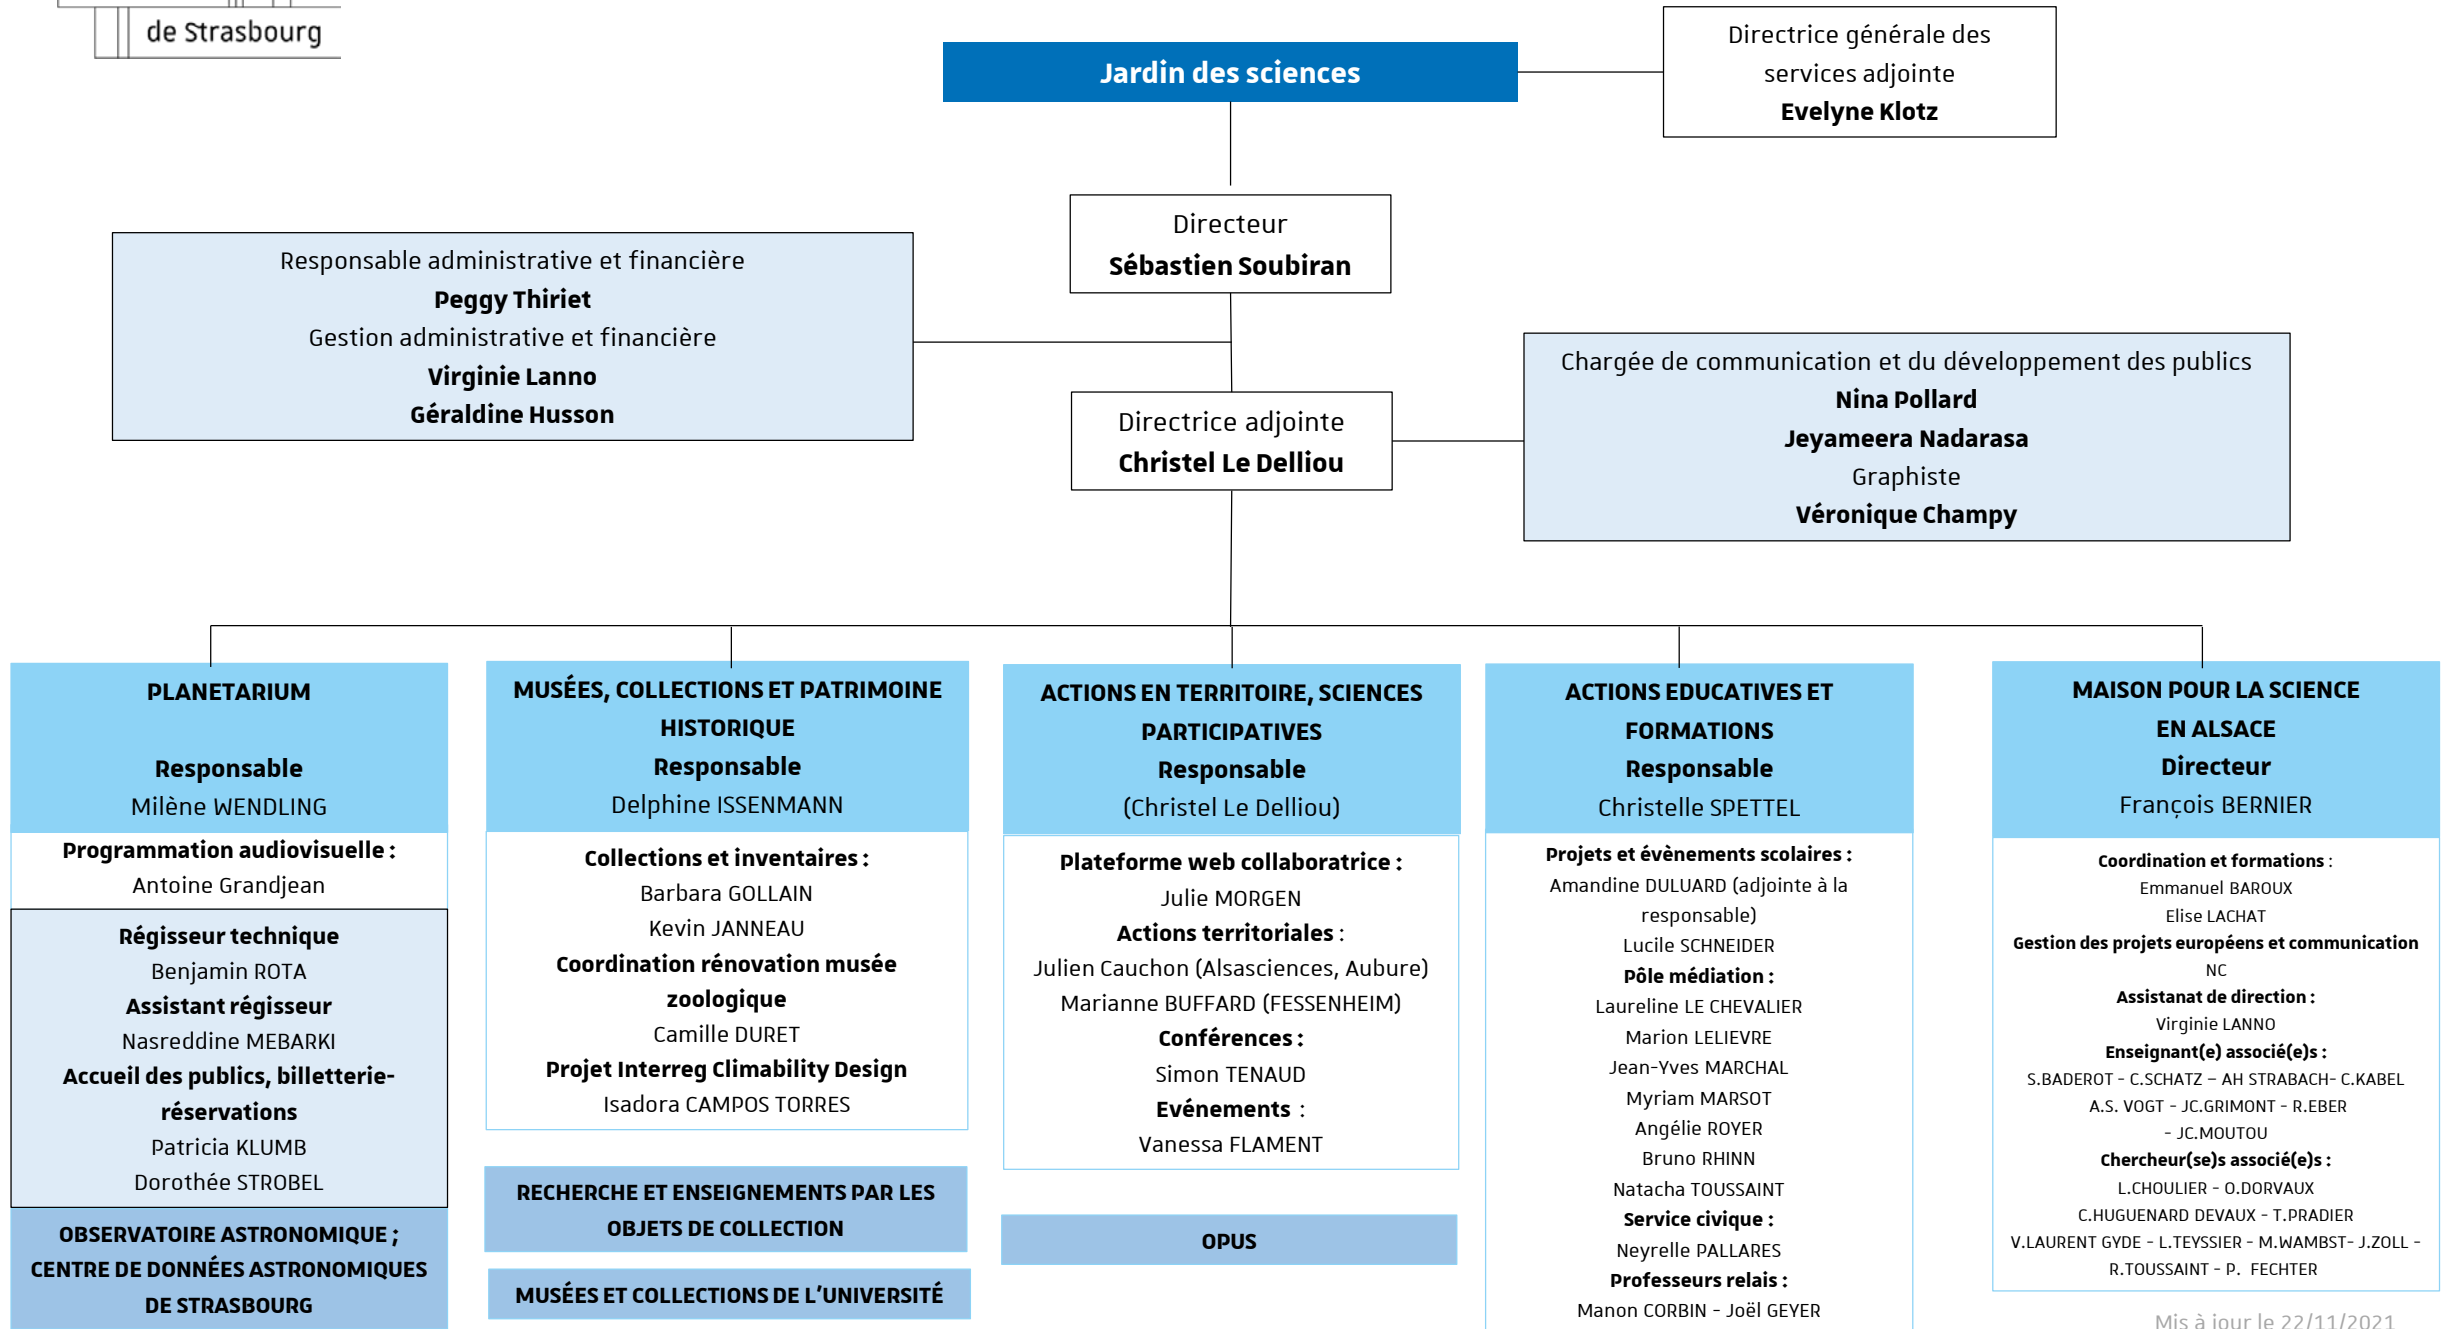 de Strasbourg
Jardin des sciences
Directrice générale des
services adjointe
Evelyne Klotz
Directeur
Sébastien Soubiran
Responsable administrative et financière
Peggy Thiriet
Gestion administrative et financière
Virginie Lanno
Géraldine Husson
Chargée de communication et du développement des publics
Nina Pollard
Jeyameera Nadarasa
Graphiste
Véronique Champy
Directrice adjointe
Christel Le Delliou
PLANETARIUM
Responsable
Milène WENDLING
Programmation audiovisuelle :
Antoine Grandjean
Régisseur technique
Benjamin ROTA
Assistant régisseur
Nasreddine MEBARKI
Accueil des publics, billetterie-
réservations
Patricia KLUMB
Dorothée STROBEL
OBSERVATOIRE ASTRONOMIQUE ;
CENTRE DE DONNÉES ASTRONOMIQUES
DE STRASBOURG
MUSÉES, COLLECTIONS ET PATRIMOINE
HISTORIQUE
Responsable
Delphine ISSENMANN
Collections et inventaires :
Barbara GOLLAIN
Kevin JANNEAU
Coordination rénovation musée
zoologique
Camille DURET
Projet Interreg Climability Design
Isadora CAMPOS TORRES
RECHERCHE ET ENSEIGNEMENTS PAR LES
OBJETS DE COLLECTION
MUSÉES ET COLLECTIONS DE L'UNIVERSITÉ
ACTIONS EN TERRITOIRE, SCIENCES
PARTICIPATIVES
Responsable
(Christel Le Delliou)
Plateforme web collaboratrice :
Julie MORGEN
Actions territoriales :
Julien Cauchon (Alsasciences, Aubure)
Marianne BUFFARD (FESSENHEIM)
Conférences :
Simon TENAUD
Evénements :
Vanessa FLAMENT
OPUS
ACTIONS EDUCATIVES ET
FORMATIONS
Responsable
Christelle SPETTEL
Projets et évènements scolaires :
Amandine DULUARD (adjointe à la
responsable)
Lucile SCHNEIDER
Pôle médiation :
Laureline LE CHEVALIER
Marion LELIEVRE
Jean-Yves MARCHAL
Myriam MARSOT
Angélie ROYER
Bruno RHINN
Natacha TOUSSAINT
Service civique :
Neyrelle PALLARES
Professeurs relais :
Manon CORBIN - Joël GEYER
MAISON POUR LA SCIENCE
EN ALSACE
Directeur
François BERNIER
Coordination et formations :
Emmanuel BAROUX
Elise LACHAT
Gestion des projets européens et communication
NC
Assistanat de direction :
Virginie LANNO
Enseignant(e) associé(e)s :
S.BADEROT - C.SCHATZ – AH STRABACH- C.KABEL
A.S. VOGT - JC.GRIMONT - R.EBER
- JC.MOUTOU
Chercheur(se)s associé(e)s :
L.CHOULIER - O.DORVAUX
C.HUGUENARD DEVAUX - T.PRADIER
V.LAURENT GYDE - L.TEYSSIER - M.WAMBST- J.ZOLL -
R.TOUSSAINT - P. FECHTER
Mis à jour le 22/11/2021